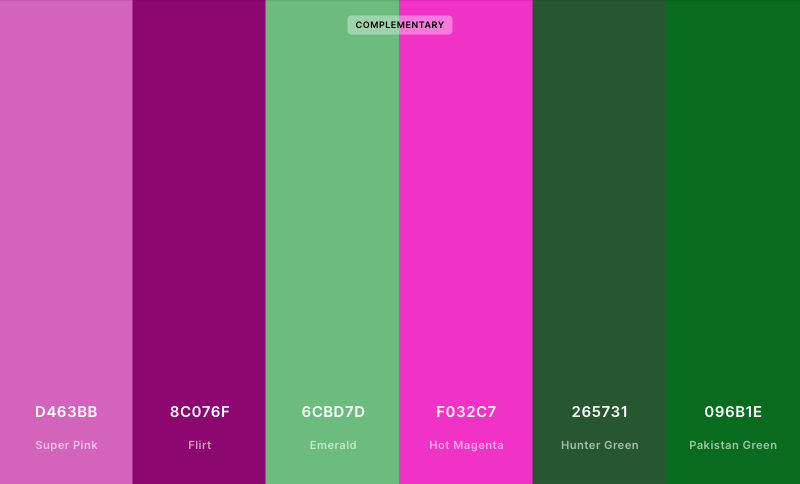 COMPLEMENTARY
D463BB
8C076F
6CBD7D
F032C7
265731
096B1E
Super Pink
Flirt
Emerald
Hot Magenta
Hunter Green
Pakistan Green